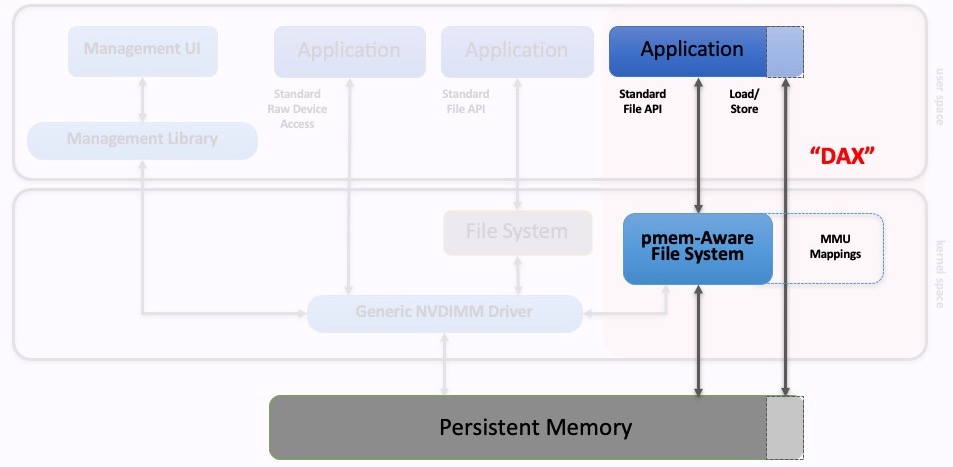 Management UI
Application
Application
Application
Standard
Raw Device
Access
Standard
File API
Standard
File API
Load/
Store
user space
Management Library
“DAX”
File System
pmem-Aware
File System
MMU
Mappings
kernel space
Generic NVDIMM Driver
Persistent Memory